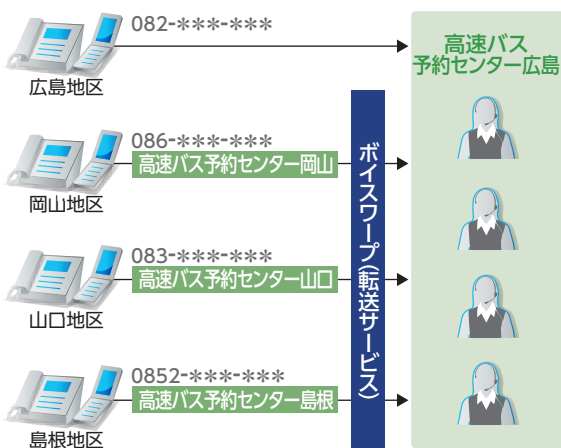 082-***-***
広島地区
高速バス
予約センター広島
086-***-***
高速バス予約センター岡山
岡山地区
083-***-***
高速バス予約センター山口
山口地区
0852-***-***
高速バス予約センター島根
島根地区
ボイスワープ(転送サービス)